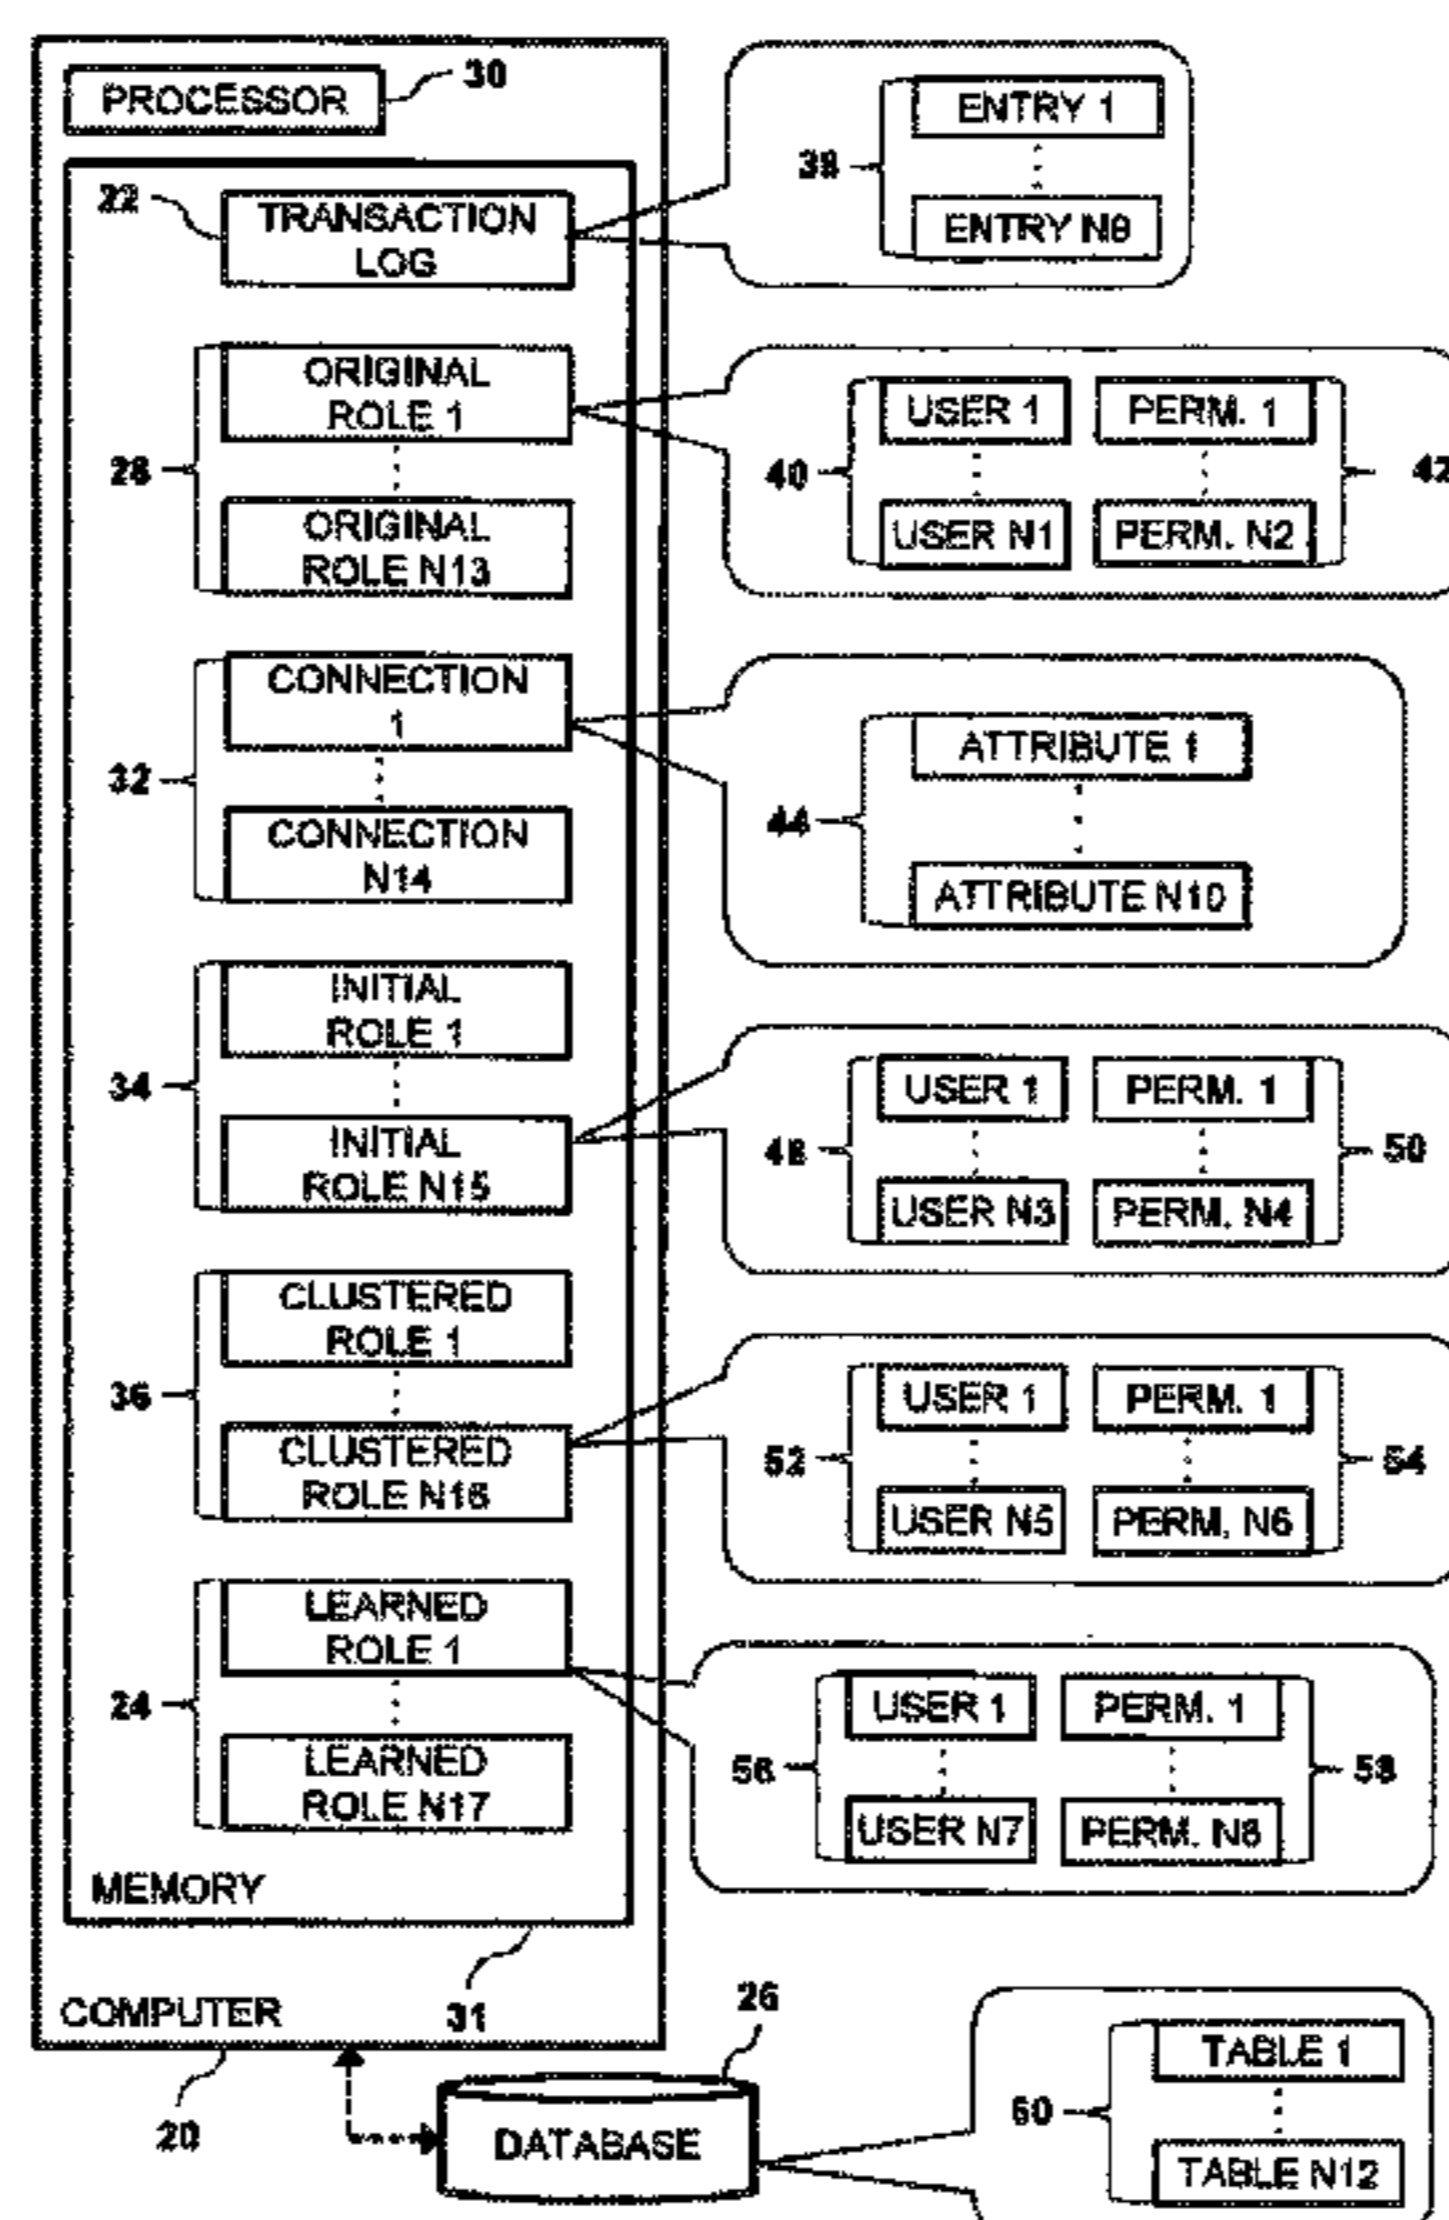 PROCESSOR
30
22
TRANSACTION
LOG
ENTRY 1
ENTRY N9
28
ORIGINAL
ROLE 1
ORIGINAL
ROLE N13
40
USER 1
USER N1
PERM. 1
PERM. N2
42
32
CONNECTION
1
CONNECTION
N14
44
ATTRIBUTE 1
ATTRIBUTE N10
34
INITIAL
ROLE 1
INITIAL
ROLE N15
48
USER 1
USER N3
PERM. 1
PERM. N4
50
36
CLUSTERED
ROLE 1
CLUSTERED
ROLE N16
52
USER 1
USER N5
PERM. 1
PERM. N6
54
24
LEARNED
ROLE 1
LEARNED
ROLE N17
56
USER 1
USER N7
PERM. 1
PERM. N8
58
MEMORY
31
COMPUTER
20
26
DATABASE
60
TABLE 1
TABLE N12